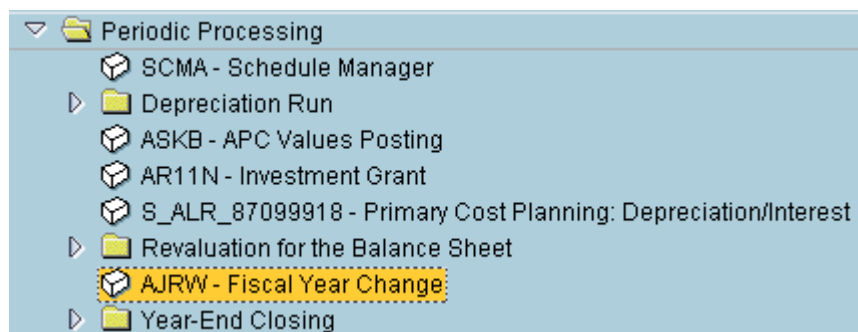 Periodic Processing
SCMA - Schedule Manager
Depreciation Run
ASKB - APC Values Posting
AR11N - Investment Grant
S_ALR_87099918 - Primary Cost Planning: Depreciation/Interest
Revaluation for the Balance Sheet
AJRW - Fiscal Year Change
Year-End Closing